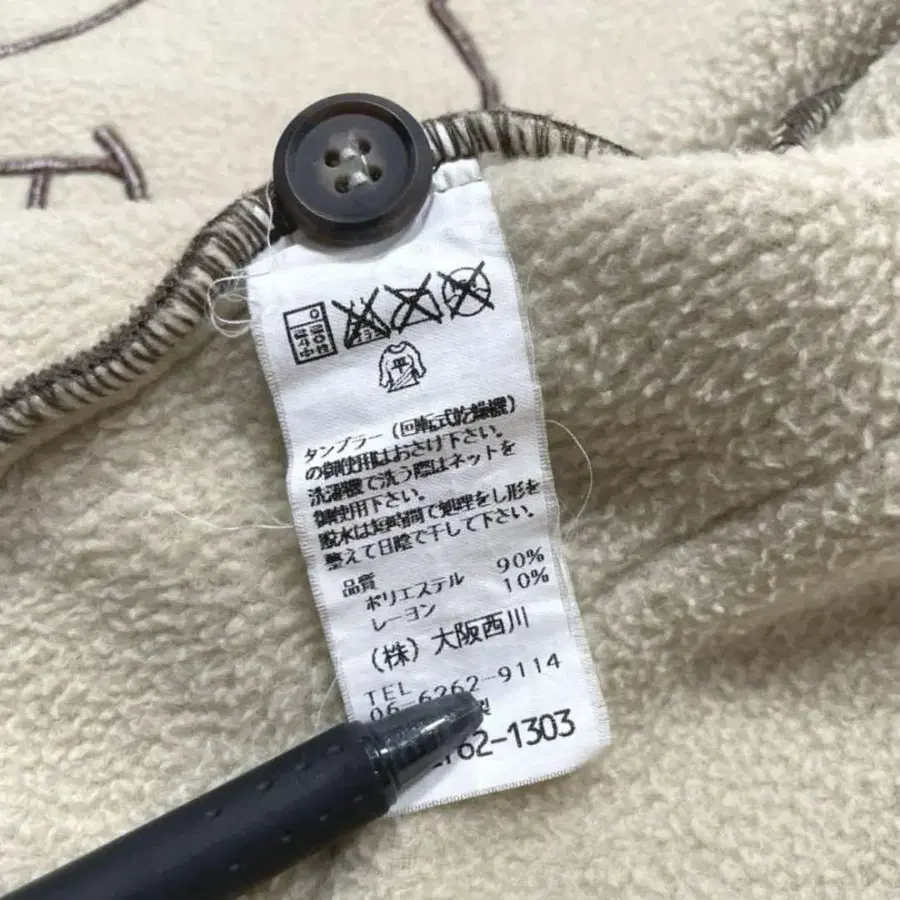 平
タンブラー（回転式乾燥機）
の御使用はおさけ下さい。
洗濯機で洗う際はネットを
御使用下さい。
脱水は短時間で処理をし形を
整えて日陰で干して下さい。
品質
ポリエステル 90%
レーヨン 10%
（株）大阪西川
TEL
06-6262-9114
製
62-1303